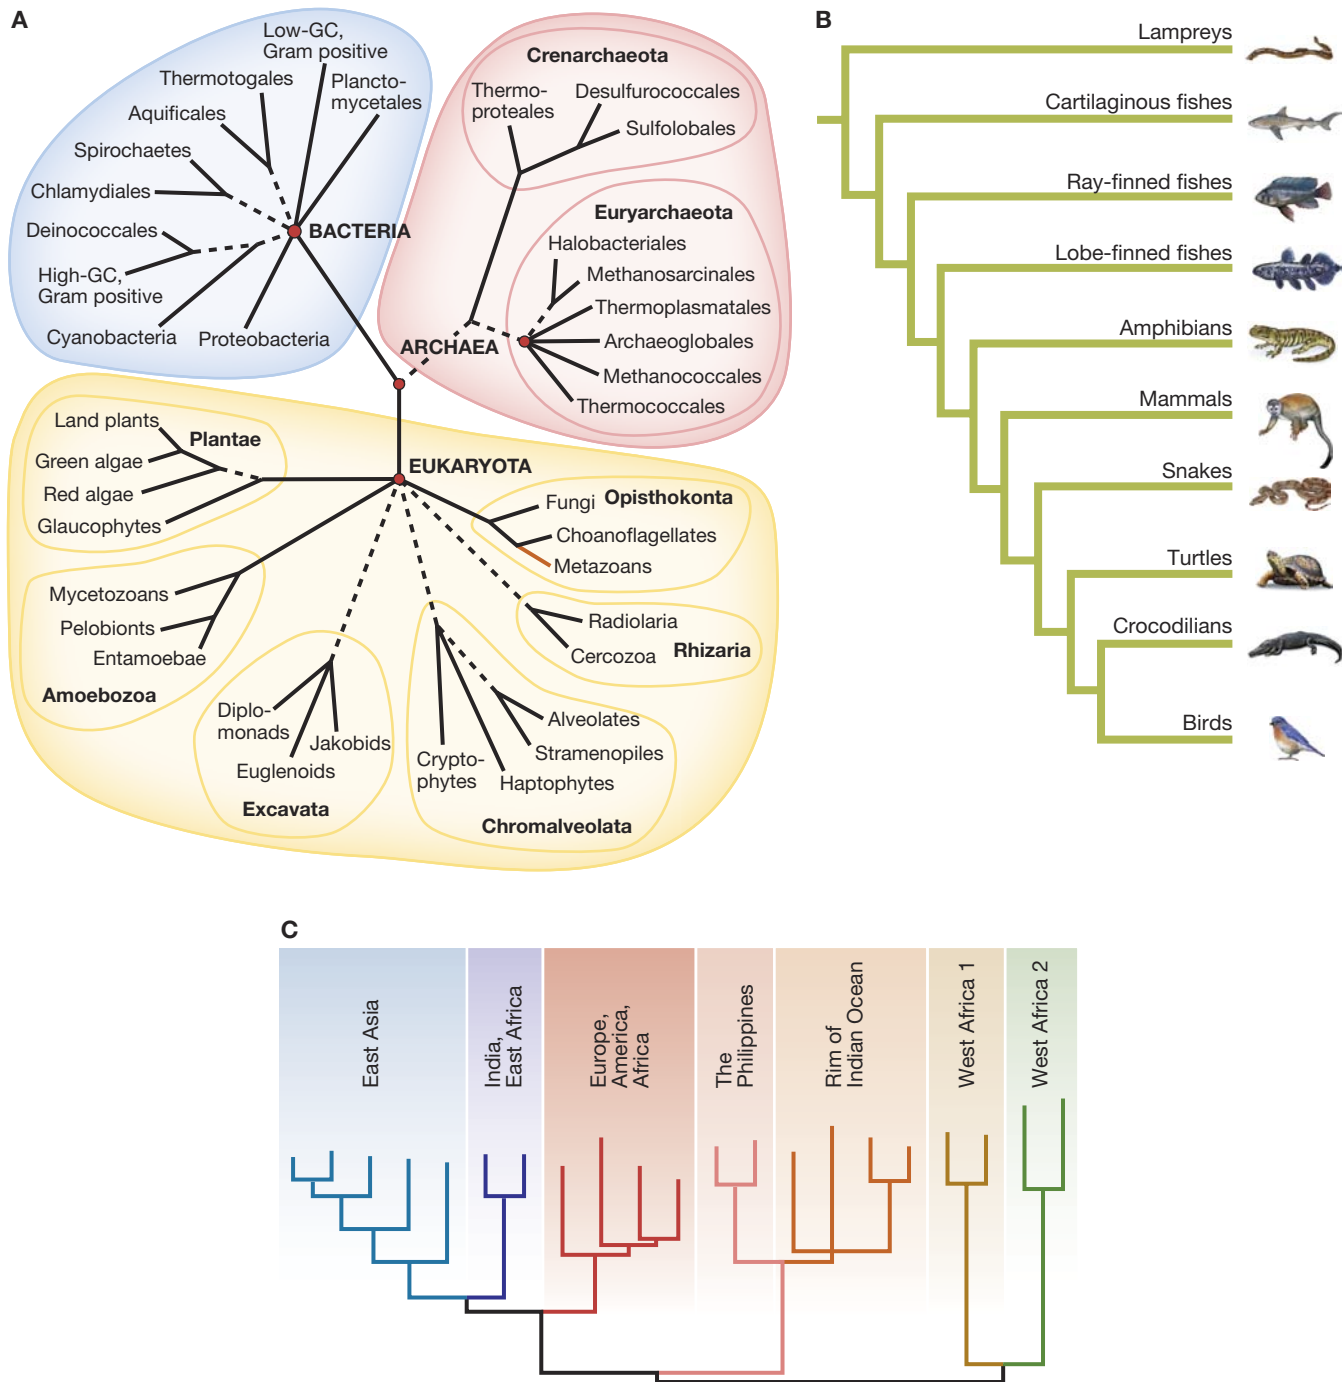 A
Low-GC,
Gram positive
Thermotogales
Plancto-
mycetales
Aquificales
Spirochaetes
Chlamydiales
Deinococcales
BACTERIA
High-GC,
Gram positive
Cyanobacteria
Proteobacteria
Crenarchaeota
Thermo-
proteales
Desulfurococcales
Sulfolobales
Euryarchaeota
Halobacteriales
Methanosarcinales
Thermoplasmatales
ARCHAEA
Archaeoglobales
Methanococcales
Thermococcales
EUKARYOTA
Land plants
Plantae
Green algae
Red algae
Glaucophytes
Fungi
Opisthokonta
Choanoflagellates
Metazoans
Mycetozoans
Pelobionts
Entamoebae
Amoebozoa
Radiolaria
Cercozoa
Rhizaria
Diplo-
monads
Jakobids
Euglenoids
Excavata
Alveolates
Stramenopiles
Crypto-
phytes
Haptophytes
Chromalveolata
B
Lampreys
Cartilaginous fishes
Ray-finned fishes
Lobe-finned fishes
Amphibians
Mammals
Snakes
Turtles
Crocodilians
Birds
C
East Asia
India,
East Africa
Europe,
America,
Africa
The
Philippines
Rim of
Indian Ocean
West Africa 1
West Africa 2